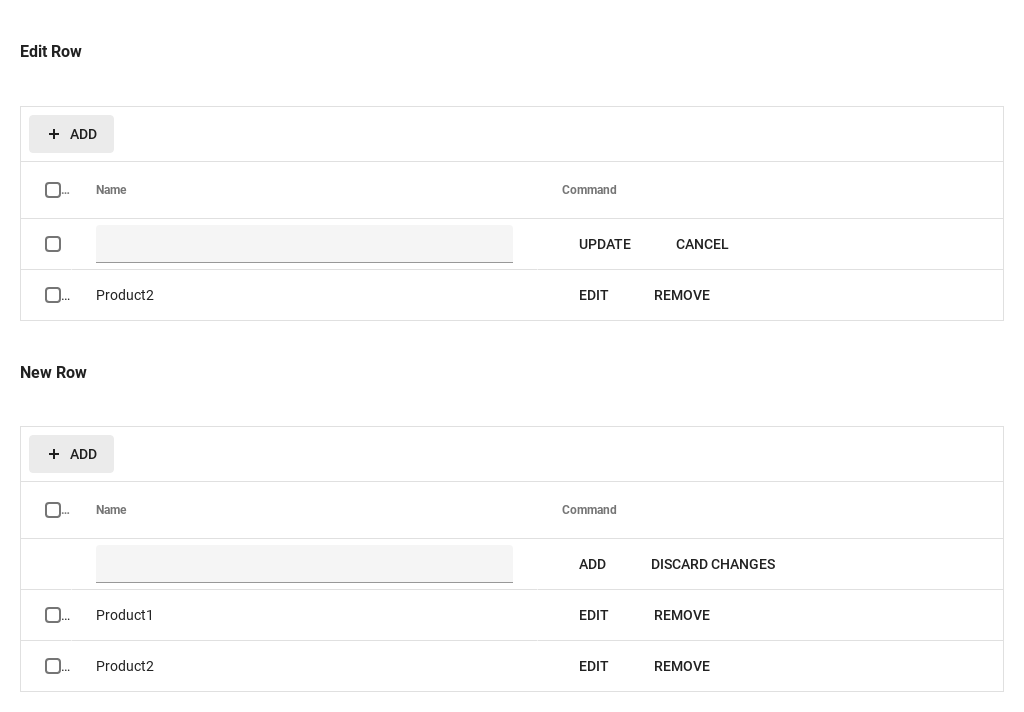 Edit Row
ADD
... Name Command
UPDATE CANCEL
... Product2 EDIT REMOVE
New Row
ADD
... Name Command
ADD DISCARD CHANGES
... Product1 EDIT REMOVE
... Product2 EDIT REMOVE